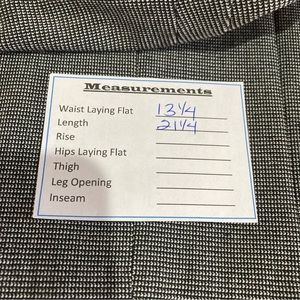 Measurements
Waist Laying Flat 13 1/4
Length 21 1/4
Rise
Hips Laying Flat
Thigh
Leg Opening
Inseam